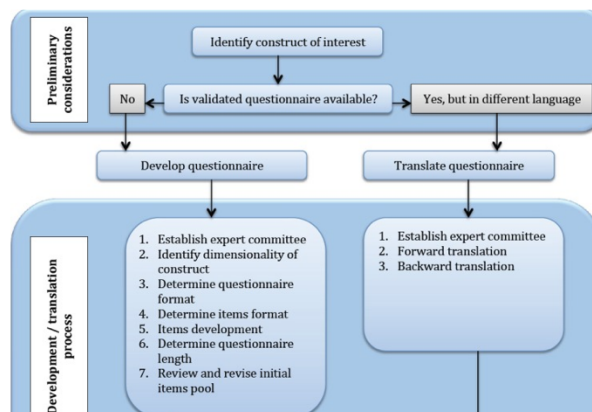 Preliminary
considerations
Identify construct of interest
No
Is validated questionnaire available?
Yes, but in different language
Develop questionnaire
Translate questionnaire
Development / translation
process
1. Establish expert committee
2. Identify dimensionality of
construct
3. Determine questionnaire
format
4. Determine items format
5. Items development
6. Determine questionnaire
length
7. Review and revise initial
items pool
1. Establish expert committee
2. Forward translation
3. Backward translation